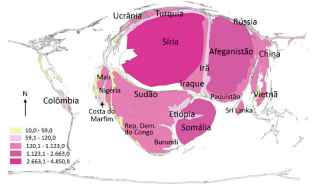 Ucrânia
Turquia
Rússia
Síria
Afeganistão
China
Irã
Mali
Nigeria
Iraque
Colômbia
Sudão
Paquistão
Vietnã
N
Costa do
Marfim
Etiópia
Sri Lanka
Rep. Dem.
do Congo
Somália
Burundi
10,0 - 59,0
59,1 - 120,0
120,1 - 1.123,0
1.123,1 - 2.663,0
2.663,1 - 4.850,8